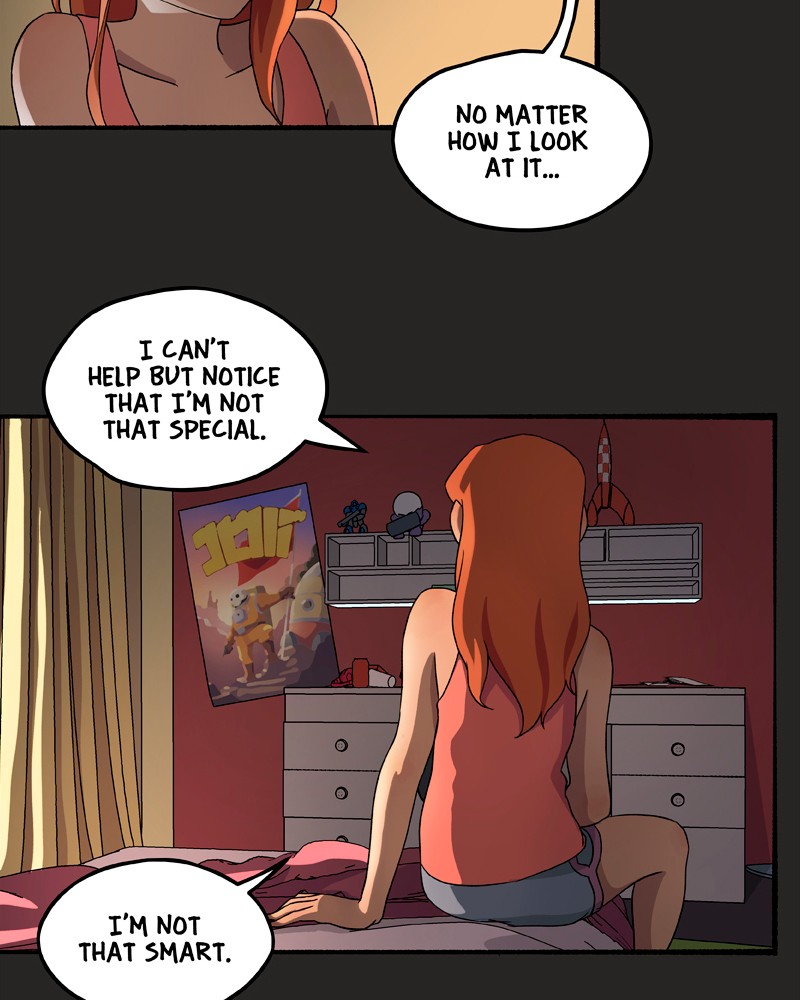 NO MATTER
HOW I LOOK
AT IT...
I CAN'T
HELP BUT NOTICE
THAT I'M NOT
THAT SPECIAL.
I'M NOT
THAT SMART.